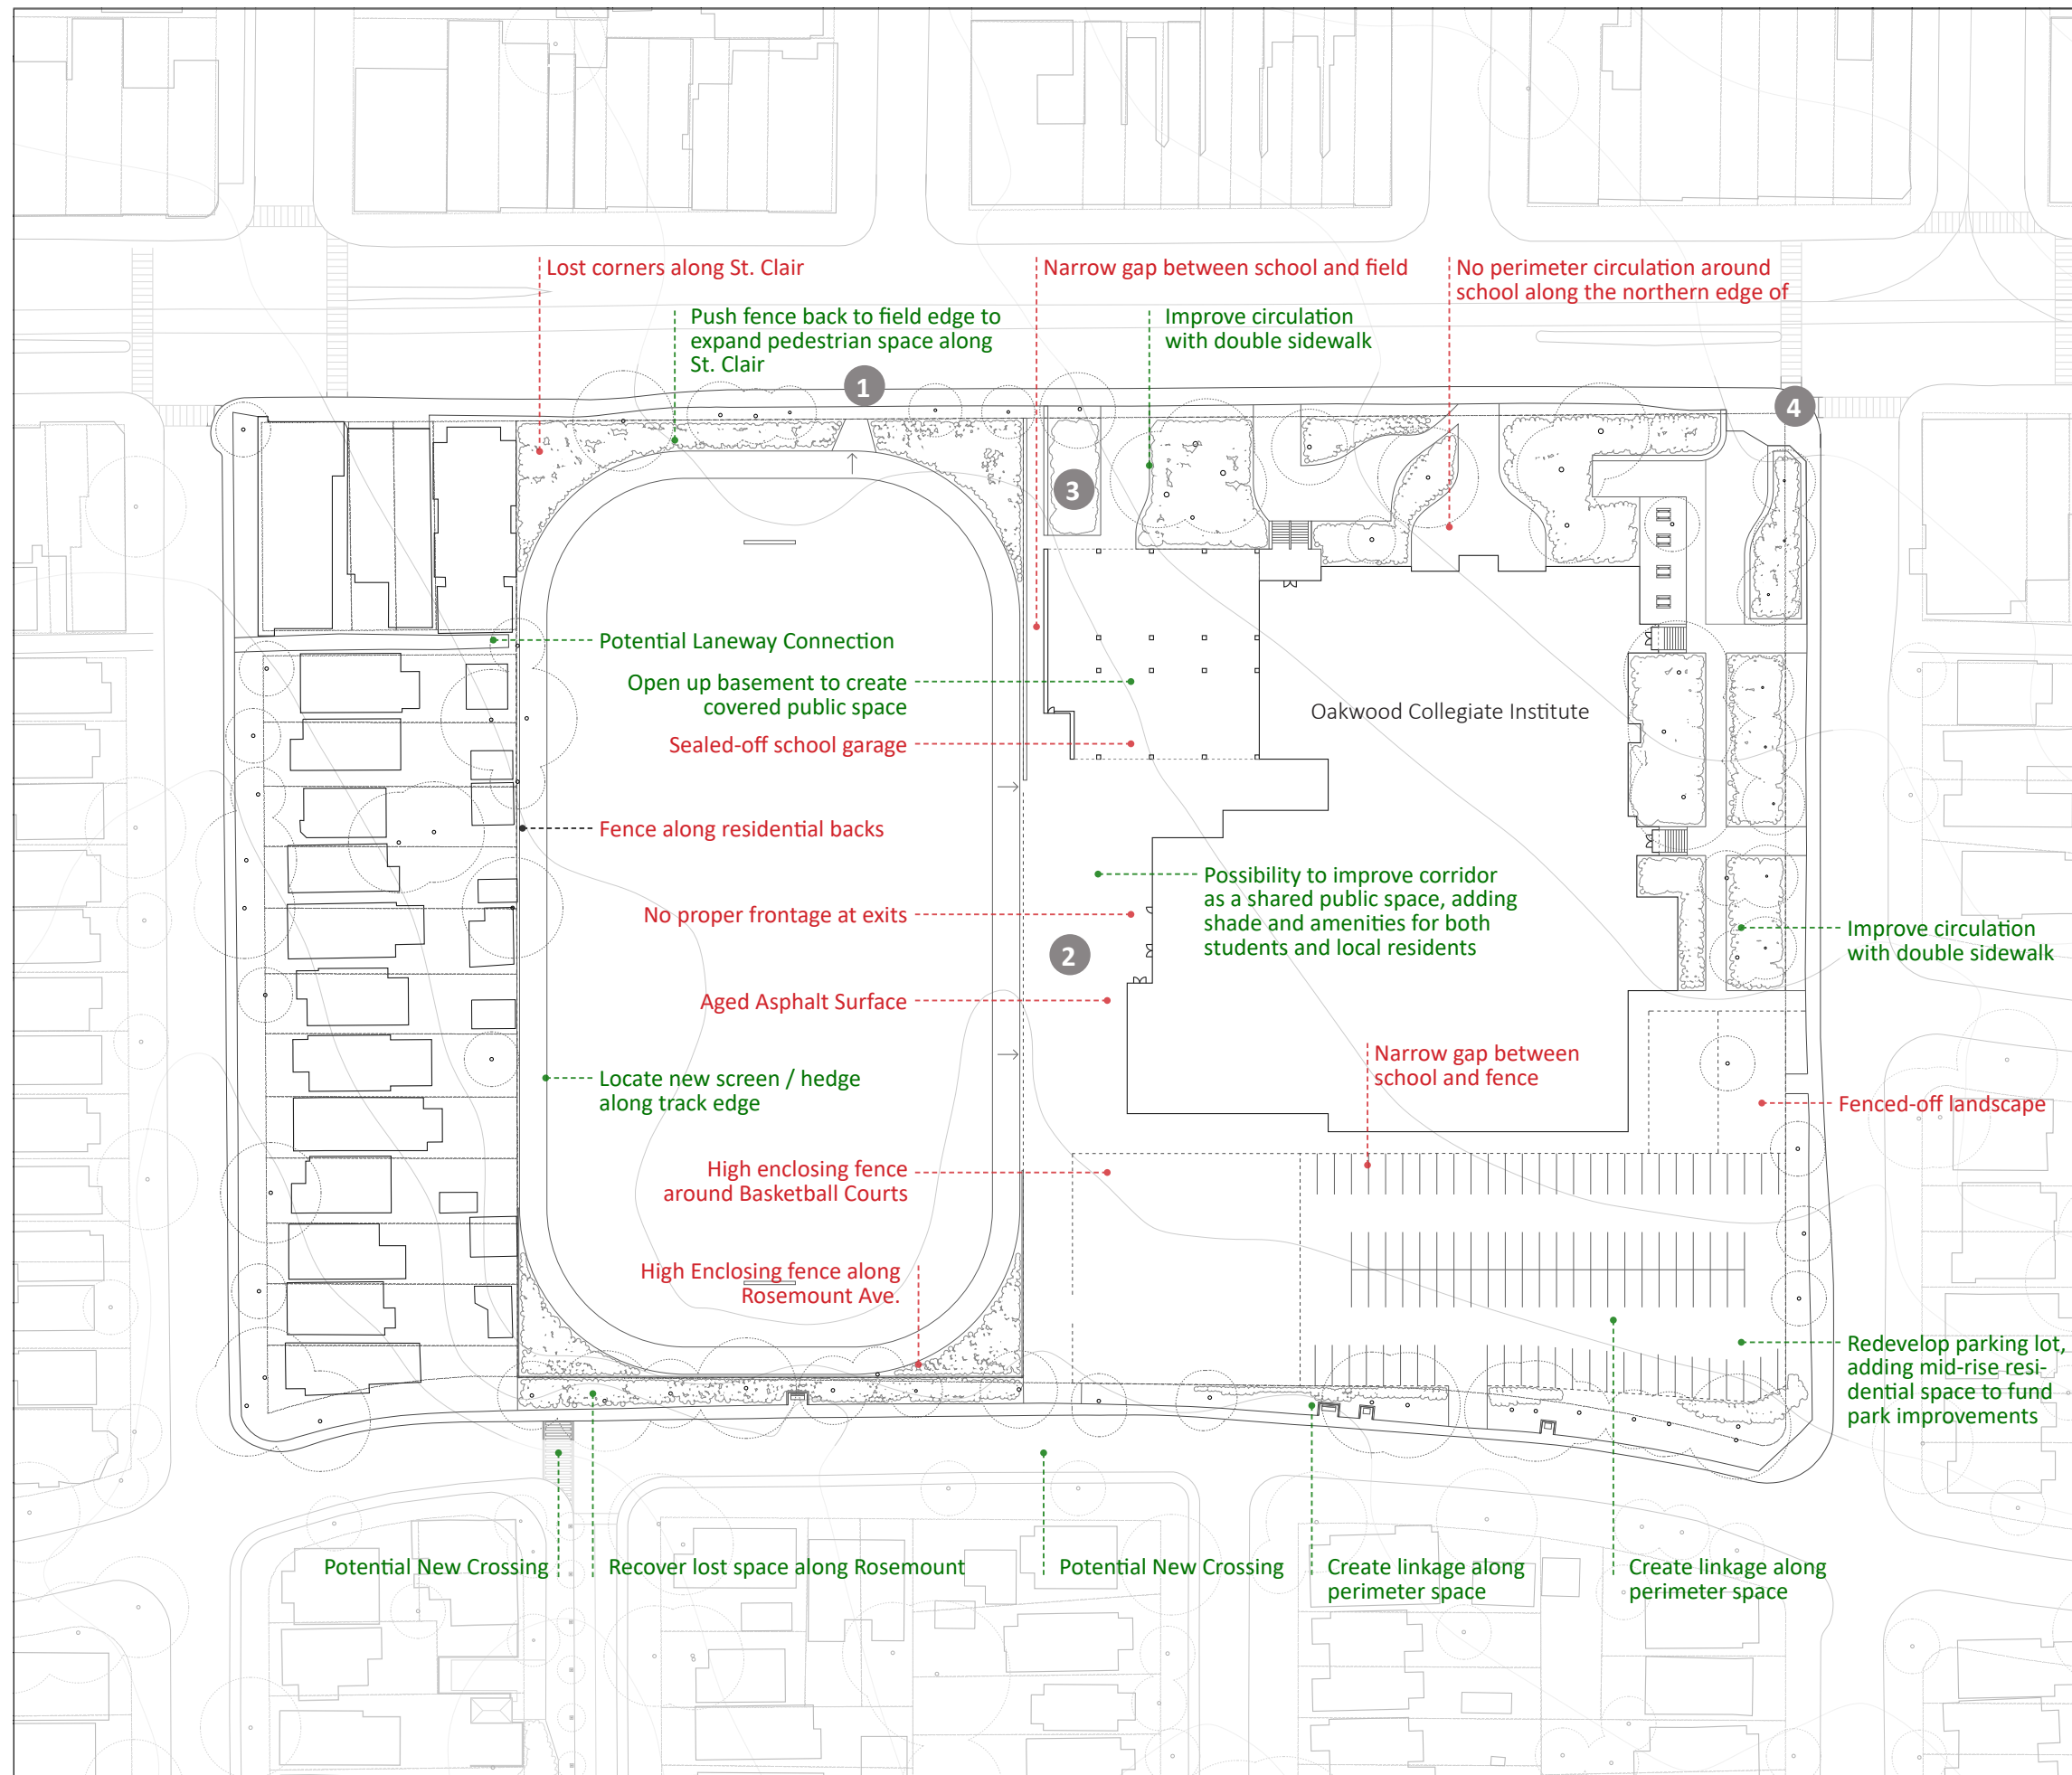 Lost corners along St. Clair
Narrow gap between school and field
No perimeter circulation around
school along the northern edge of
Push fence back to field edge to
expand pedestrian space along
St. Clair
Improve circulation
with double sidewalk
1
4
3
Potential Laneway Connection
Open up basement to create
covered public space
Oakwood Collegiate Institute
Sealed-off school garage
Fence along residential backs
Possibility to improve corridor
as a shared public space, adding
shade and amenities for both
students and local residents
No proper frontage at exits
Improve circulation
with double sidewalk
2
Aged Asphalt Surface
Narrow gap between
school and fence
Locate new screen / hedge
along track edge
Fenced-off landscape
High enclosing fence
around Basketball Courts
High Enclosing fence along
Rosemount Ave.
Redevelop parking lot,
adding mid-rise resi-
dential space to fund
park improvements
Potential New Crossing
Recover lost space along Rosemount
Potential New Crossing
Create linkage along
perimeter space
Create linkage along
perimeter space